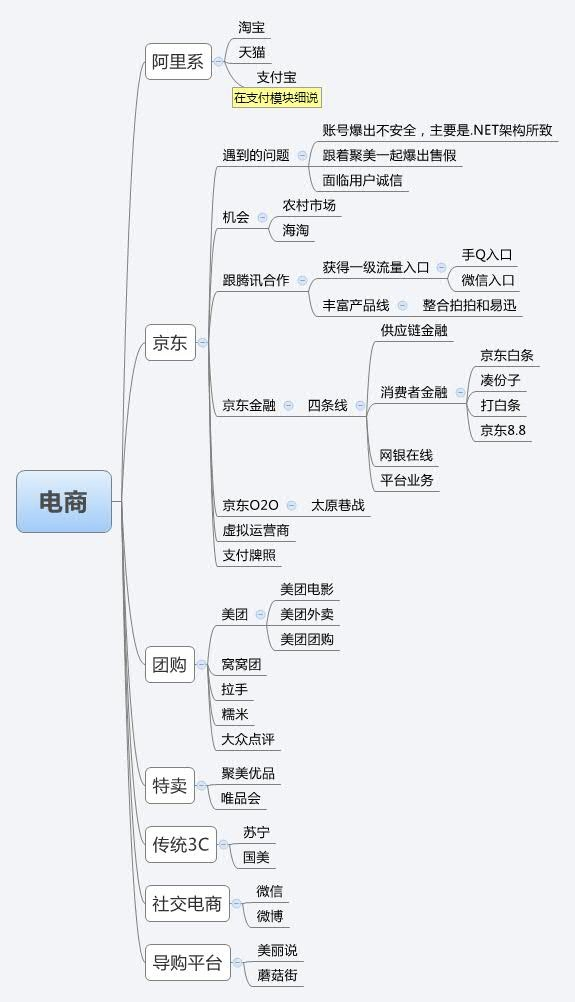 电商
阿里系
淘宝
天猫
支付宝
在支付模块细说
京东
遇到的问题
账号爆出不安全，主要是.NET架构所致
跟着聚美一起爆出售假
面临用户诚信
机会
农村市场
海淘
跟腾讯合作
获得一级流量入口
手Q入口
微信入口
丰富产品线
整合拍拍和易迅
京东金融
四条线
供应链金融
消费者金融
京东白条
凑份子
打白条
京东8.8
网银在线
平台业务
京东O2O
太原巷战
虚拟运营商
支付牌照
团购
美团
美团电影
美团外卖
美团团购
窝窝团
拉手
糯米
大众点评
特卖
聚美优品
唯品会
传统3C
苏宁
国美
社交电商
微信
微博
导购平台
美丽说
蘑菇街